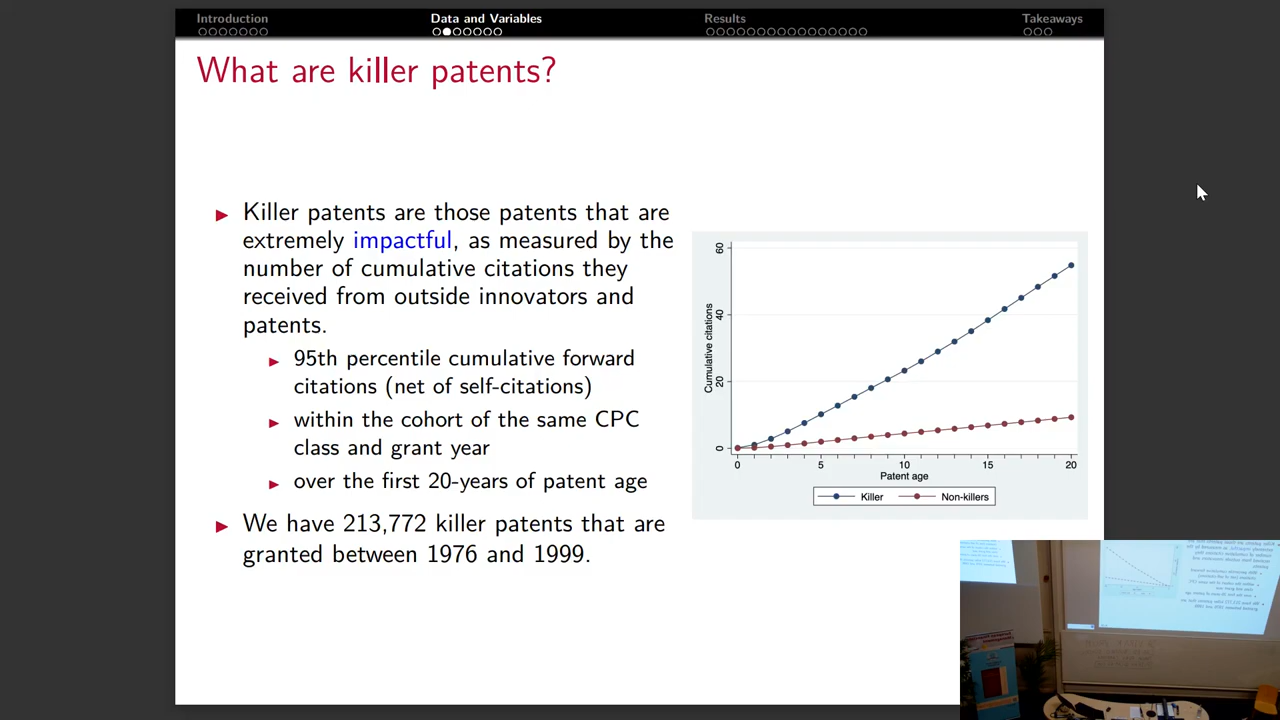 Introduction
Data and Variables
Results
Takeaways
What are killer patents?
Killer patents are those patents that are
extremely impactful, as measured by the
number of cumulative citations they
received from outside innovators and
patents.
95th percentile cumulative forward
citations (net of self-citations)
within the cohort of the same CPC
class and grant year
over the first 20-years of patent age
We have 213,772 killer patents that are
granted between 1976 and 1999.
Cumulative citations
60
40
20
0
0 5 10 15 20
Patent age
Killer Non-killers